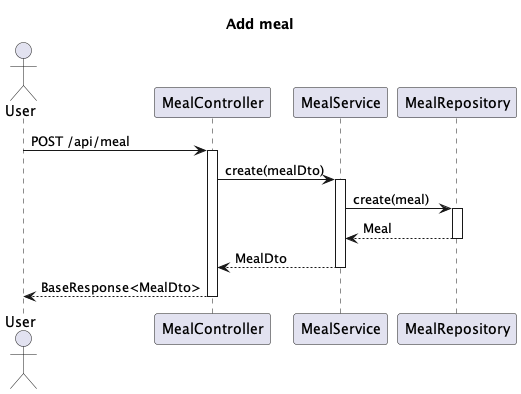 Add meal
User
MealController
MealService
MealRepository
POST /api/meal
create(mealDto)
create(meal)
Meal
MealDto
BaseResponse<MealDto>
User
MealController
MealService
MealRepository